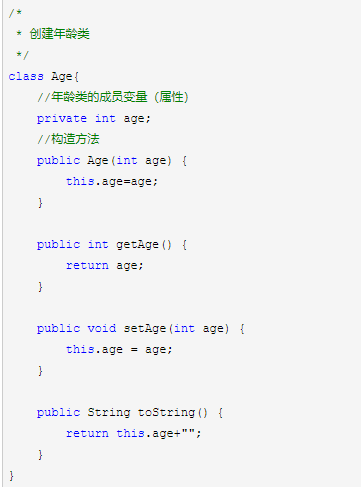 /*
 * 创建年龄类
 */
class Age{
    //年龄类的成员变量（属性）
    private int age;
    //构造方法
    public Age(int age) {
        this.age=age;
    }

    public int getAge() {
        return age;
    }

    public void setAge(int age) {
        this.age = age;
    }

    public String toString() {
        return this.age+"";
    }
}